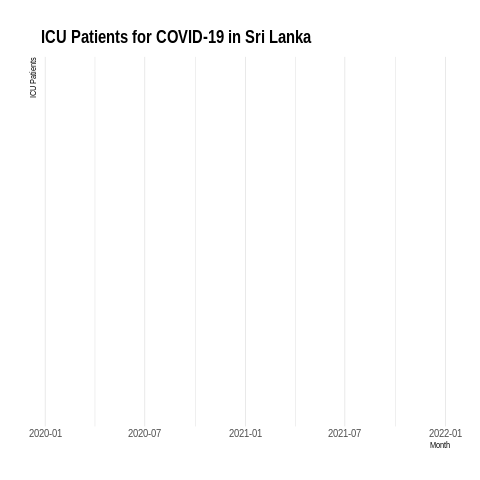 ICU Patients for COVID-19 in Sri Lanka
ICU Patients
2020-01 2020-07 2021-01 2021-07 2022-01
Month